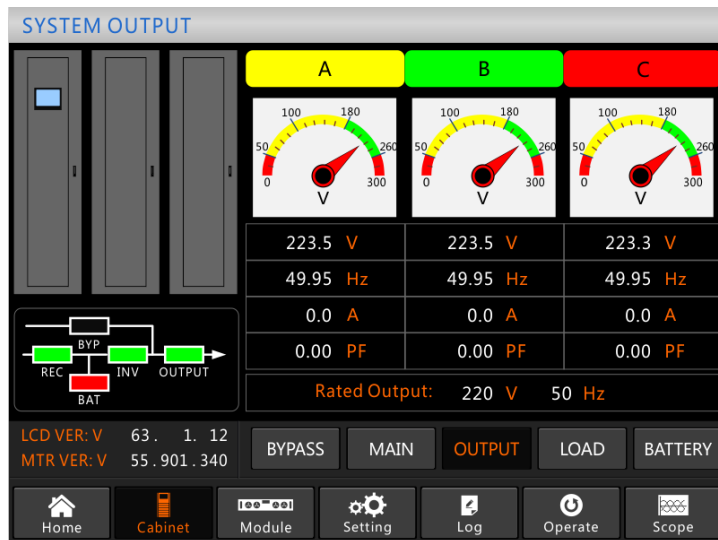 SYSTEM OUTPUT
A B C
100 180 100 180 100 180
50 260 50 260 50 260
0 300 0 300 0 300
V V V
223.5 V 223.5 V 223.3 V
49.95 Hz 49.95 Hz 49.95 Hz
0.0 A 0.0 A 0.0 A
0.00 PF 0.00 PF 0.00 PF
Rated Output: 220 V 50 Hz
BYP
REC INV OUTPUT
BAT
LCD VER: V 63. 1. 12
MTR VER: V 55.901.340
BYPASS MAIN OUTPUT LOAD BATTERY
Home Cabinet Module Setting Log Operate Scope